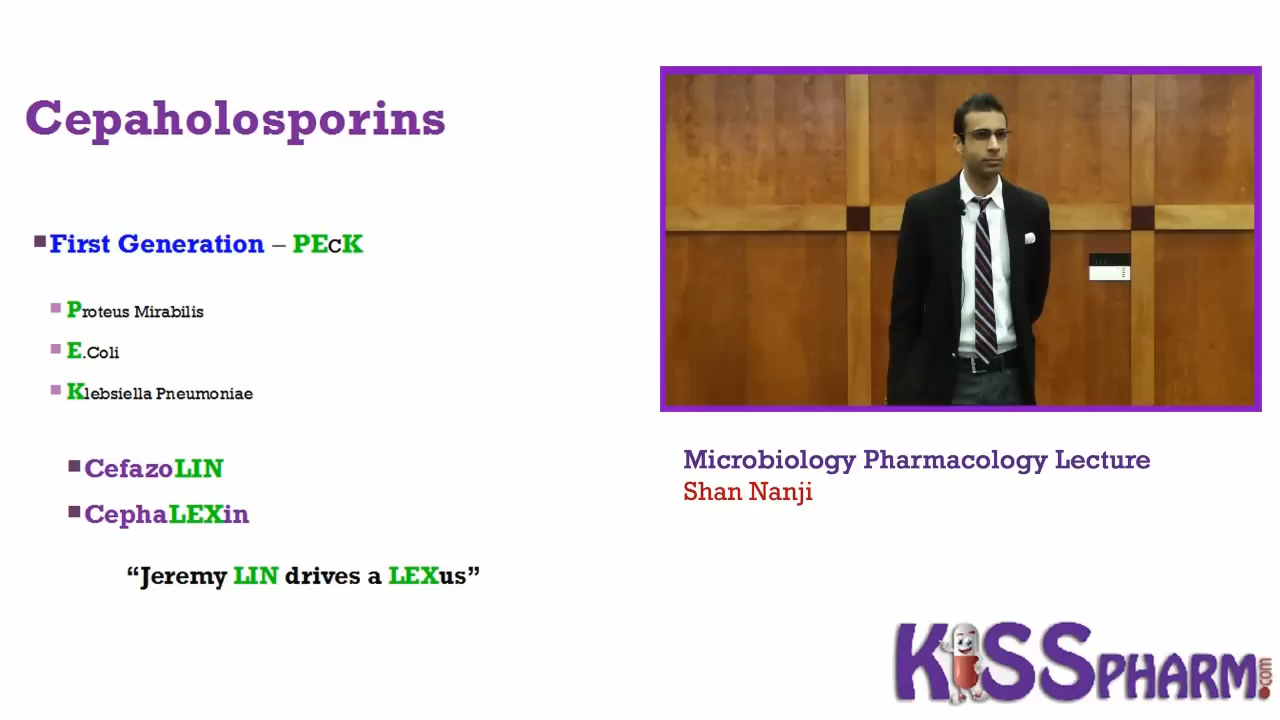 Cepaholosporins
First Generation – PEcK
Proteus Mirabilis
E.Coli
Klebsiella Pneumoniae
CefazoLIN
CephaLEXin
“Jeremy LIN drives a LEXus”
Microbiology Pharmacology Lecture
Shan Nanji
KiSSPHARM.com